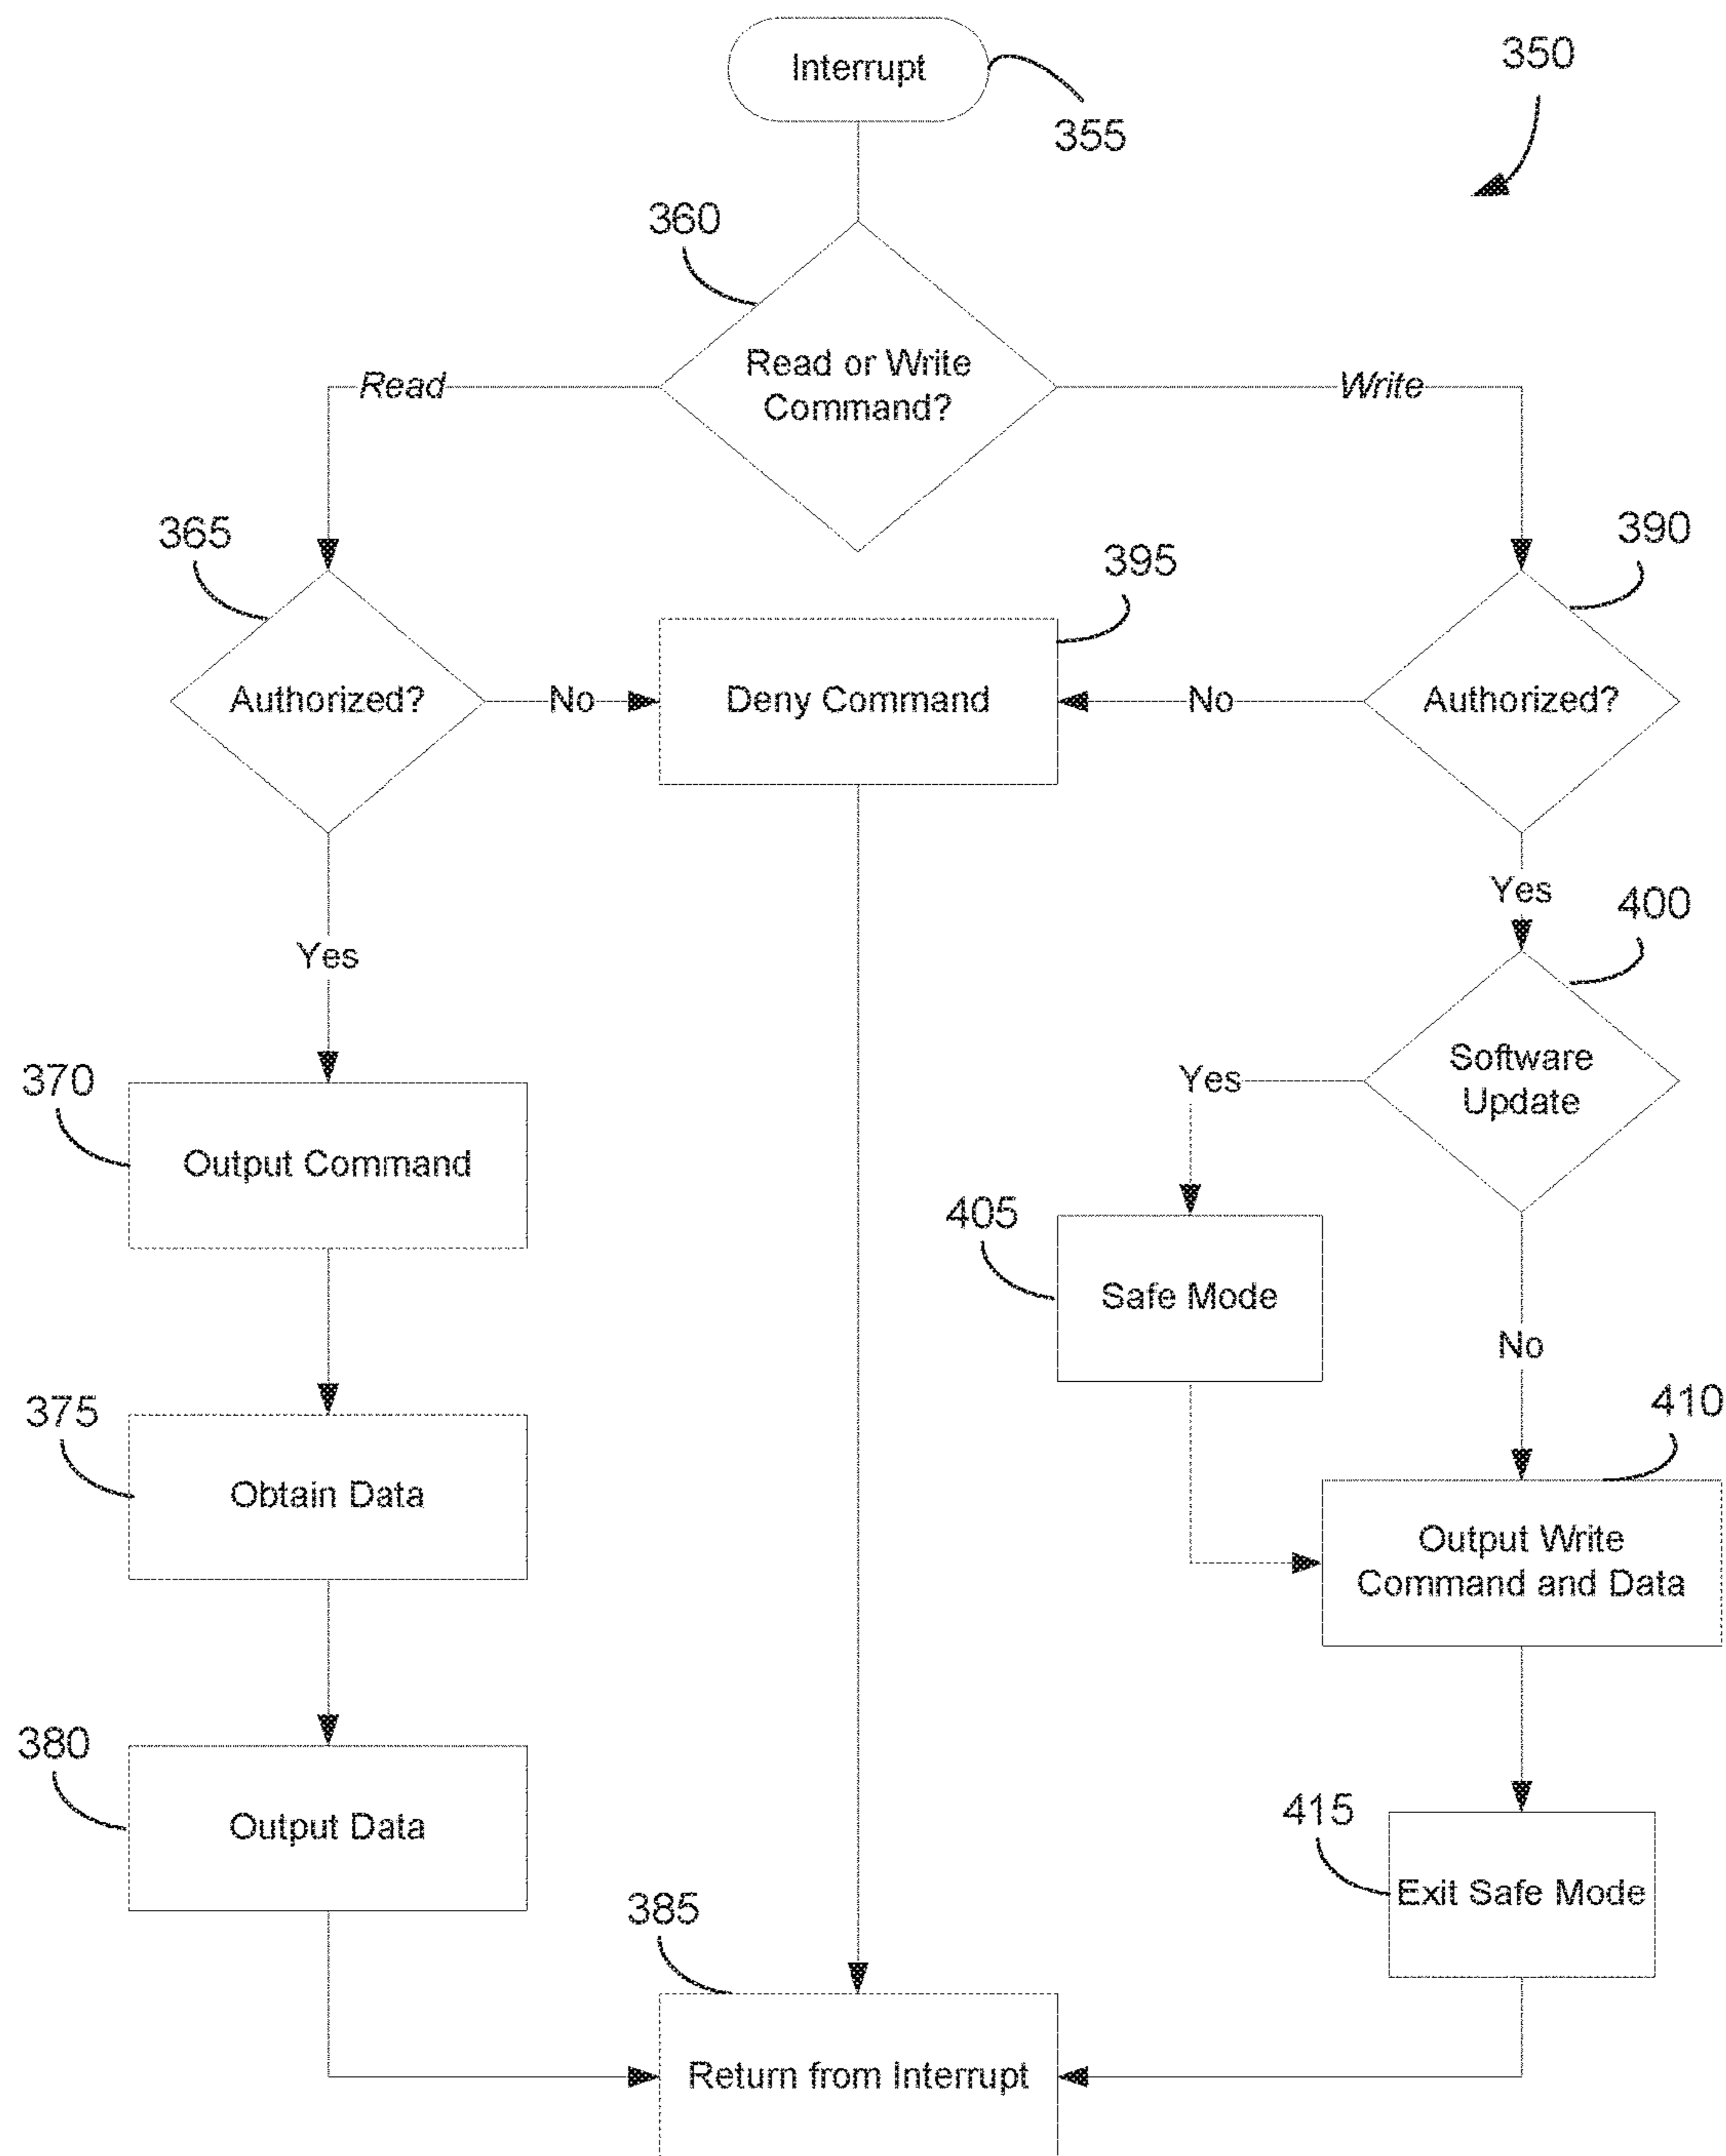 Interrupt
350
355
360
Read or Write
Command?
Read
Write
365
390
395
Authorized?
No
Deny Command
No
Authorized?
Yes
400
Yes
Software
Update
Yes
370
Output Command
405
Safe Mode
No
375
410
Obtain Data
Output Write
Command and Data
380
Output Data
415
Exit Safe Mode
385
Return from Interrupt